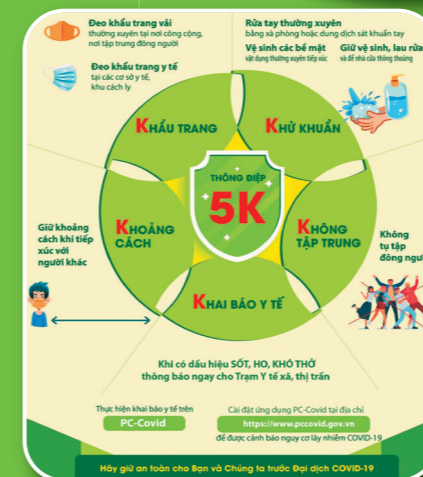 Đeo khẩu trang vải
thường xuyên tại nơi công cộng,
nơi tập trung đông người
Đeo khẩu trang y tế
tại các cơ sở y tế,
khu cách ly
Rửa tay thường xuyên
bằng xà phòng hoặc dung dịch sát khuẩn tay
Vệ sinh các bề mặt
vật dụng thường xuyên tiếp xúc
Giữ vệ sinh, lau rửa
và để nhà cửa thông thoáng
KHẨU TRANG
KHỬ KHUẨN
THÔNG ĐIỆP
5K
KHOẢNG
CÁCH
KHÔNG
TẬP TRUNG
KHAI BÁO Y TẾ
Giữ khoảng
cách khi tiếp
xúc với
người khác
Không
tụ tập
đông ngư
Khi có dấu hiệu SỐT, HO, KHÓ THỞ
thông báo ngay cho Trạm Y tế xã, thị trấn
Thực hiện khai báo y tế trên
PC-Covid
Cài đặt ứng dụng PC-Covid tại địa chỉ
https://www.pccovid.gov.vn
để được cảnh báo nguy cơ lây nhiễm COVID-19
Hãy giữ an toàn cho Bạn và Chúng ta trước Đại dịch COVID-19